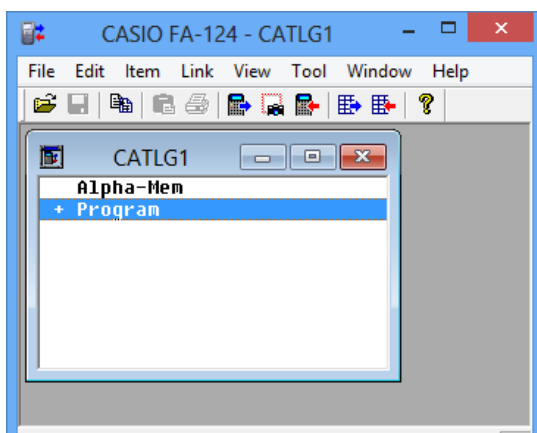 CASIO FA-124 - CATLG1
File Edit Item Link View Tool Window Help
CATLG1
Alpha-Mem
+ Program